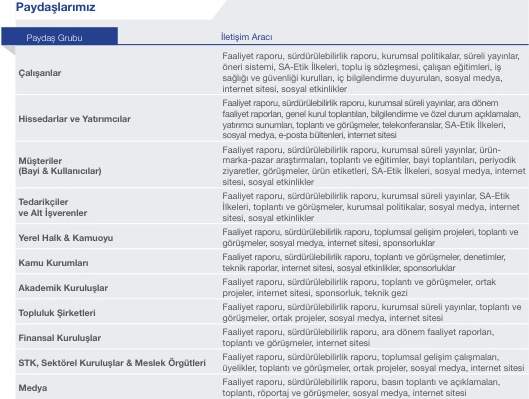 Paydaşlarımız
Paydaş Grubu
İletişim Aracı
Çalışanlar
Faaliyet raporu, sürdürülebilirlik raporu, kurumsal politikalar, süreli yayınlar,
öneri sistemi, SA-Etik İlkeleri, toplu iş sözleşmesi, çalışan eğitimleri, iş
sağlığı ve güvenliği kurulları, iç bilgilendirme duyuruları, sosyal medya,
internet sitesi, sosyal etkinlikler
Hissedarlar ve Yatırımcılar
Faaliyet raporu, sürdürülebilirlik raporu, kurumsal süreli yayınlar, ara dönem
faaliyet raporları, genel kurul toplantıları, bilgilendirme ve özel durum açıklamaları,
yatırımcı sunumları, toplantı ve görüşmeler, telekonferanslar, SA-Etik İlkeleri,
sosyal medya, e-posta bültenleri, internet sitesi
Müşteriler
(Bayi & Kullanıcılar)
Faaliyet raporu, sürdürülebilirlik raporu, kurumsal süreli yayınlar, ürün-
marka-pazar araştırmaları, toplantı ve eğitimler, bayi toplantıları, periyodik
ziyaretler, görüşmeler, ürün etiketleri, SA-Etik İlkeleri, sosyal medya, internet
sitesi, sosyal etkinlikler
Tedarikçiler
ve Alt İşverenler
Faaliyet raporu, sürdürülebilirlik raporu, kurumsal süreli yayınlar, SA-Etik
İlkeleri, toplantı ve görüşmeler, kurumsal politikalar, sosyal medya, internet
sitesi, sosyal etkinlikler
Yerel Halk & Kamuoyu
Faaliyet raporu, sürdürülebilirlik raporu, toplumsal gelişim projeleri, toplantı ve
görüşmeler, sosyal medya, internet sitesi, sponsorluklar
Kamu Kurumları
Faaliyet raporu, sürdürülebilirlik raporu, toplantı ve görüşmeler, denetimler,
teknik raporlar, internet sitesi, sosyal etkinlikler, sponsorluklar
Akademik Kuruluşlar
Faaliyet raporu, sürdürülebilirlik raporu, toplantı ve görüşmeler, ortak
projeler, internet sitesi, sponsorluk, teknik gezi
Topluluk Şirketleri
Faaliyet raporu, sürdürülebilirlik raporu, kurumsal süreli yayınlar, toplantı ve
görüşmeler, ortak projeler, sosyal medya, internet sitesi
Finansal Kuruluşlar
Faaliyet raporu, sürdürülebilirlik raporu, ara dönem faaliyet raporları,
toplantı ve görüşmeler, internet sitesi
STK, Sektörel Kuruluşlar & Meslek Örgütleri
Faaliyet raporu, sürdürülebilirlik raporu, toplumsal gelişim çalışmaları,
üyelikler, toplantı ve görüşmeler, ortak projeler, sosyal medya, internet sitesi
Medya
Faaliyet raporu, sürdürülebilirlik raporu, basın toplantı ve açıklamaları,
toplantı, röportaj ve görüşmeler, sosyal medya, internet sitesi